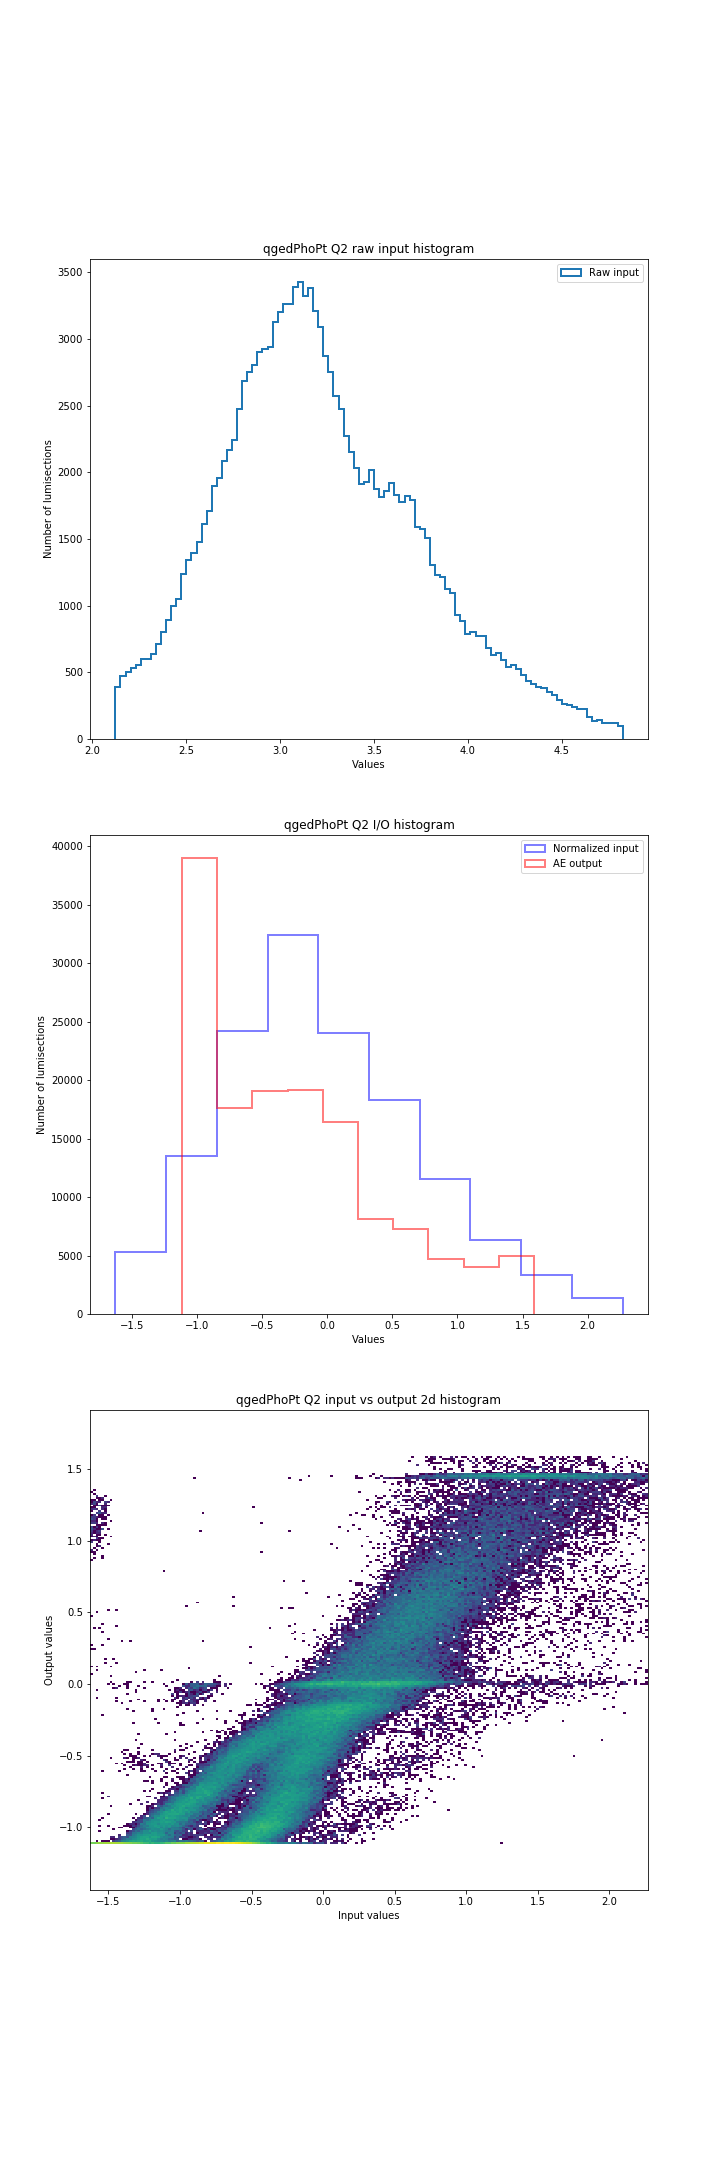 qgedPhoPt Q2 raw input histogram
Raw input
3500
3000
2500
2000
1500
1000
500
0
Number of lumisections
2.0 2.5 3.0 3.5 4.0 4.5
Values
qgedPhoPt Q2 I/O histogram
Normalized input
AE output
40000
35000
30000
25000
20000
15000
10000
5000
0
Number of lumisections
−1.5 −1.0 −0.5 0.0 0.5 1.0 1.5 2.0
Values
qgedPhoPt Q2 input vs output 2d histogram
1.5
1.0
0.5
0.0
−0.5
−1.0
Output values
−1.5 −1.0 −0.5 0.0 0.5 1.0 1.5 2.0
Input values